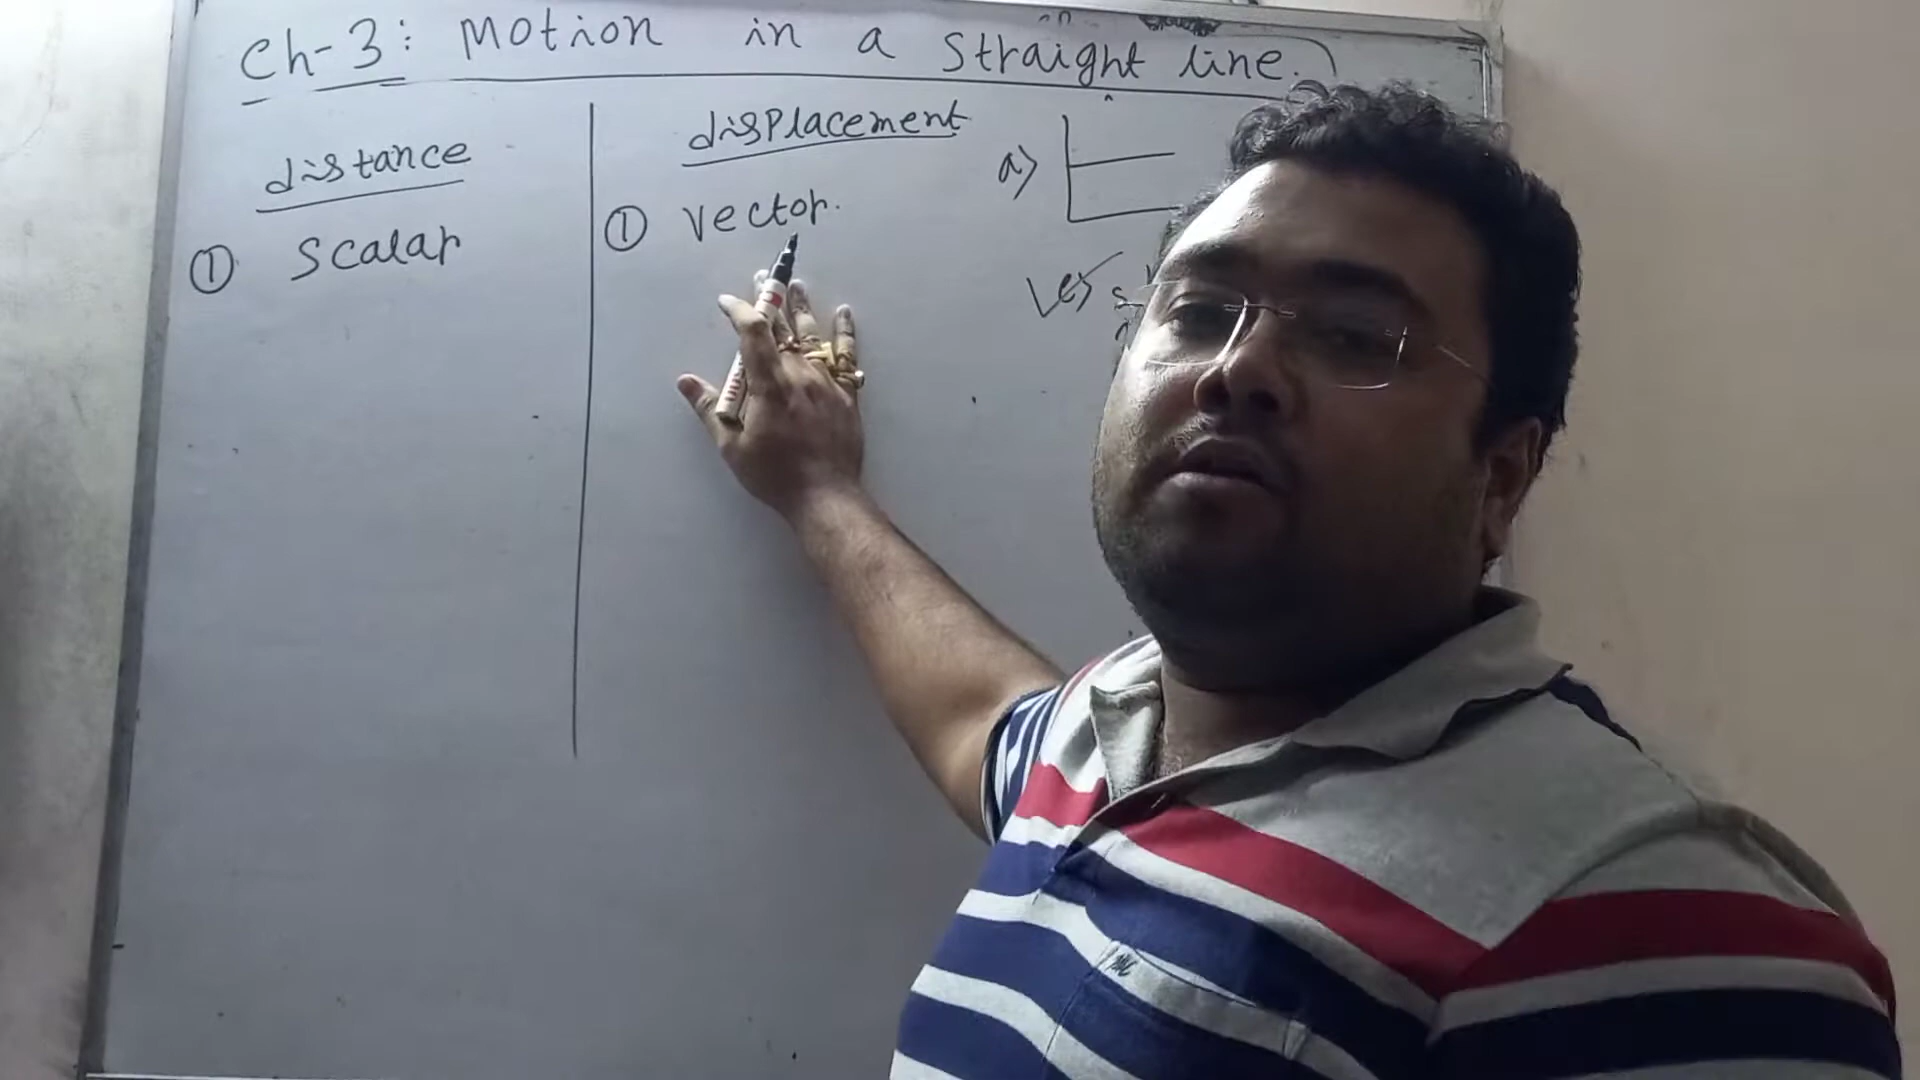 Ch-3: Motion in a straight line.
distance
① Scalar
displacement
① Vector.
a)